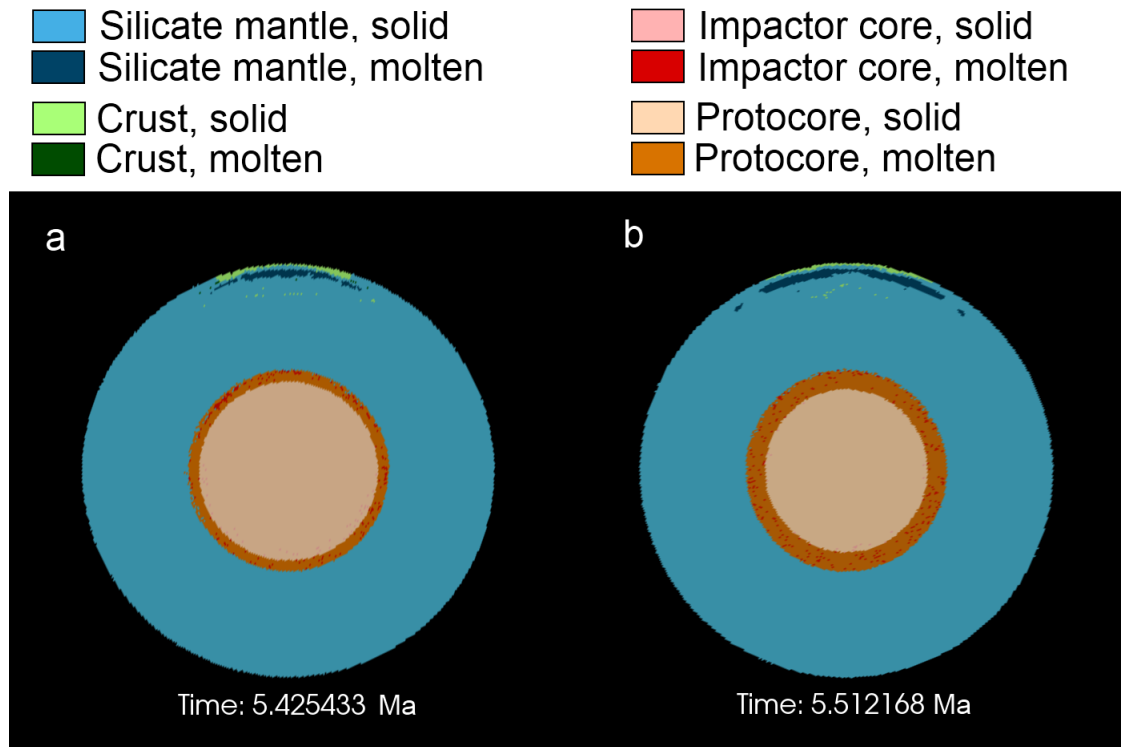 Silicate mantle, solid
Silicate mantle, molten
Crust, solid
Crust, molten
Impactor core, solid
Impactor core, molten
Protocore, solid
Protocore, molten
a
b
Time: 5.425433 Ma
Time: 5.512168 Ma